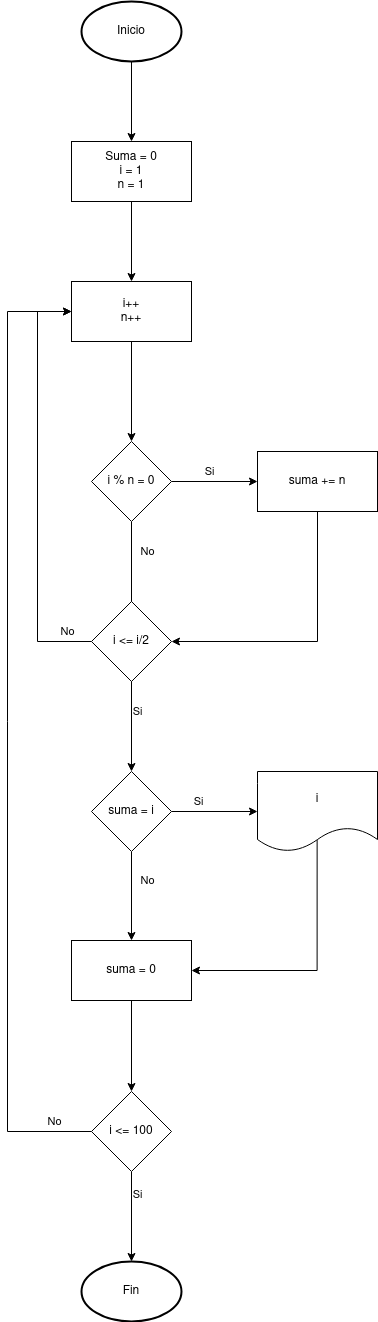 Inicio
Suma = 0
i = 1
n = 1
i++
n++
i % n = 0
Si
suma += n
No
i <= i/2
No
Si
suma = i
Si
i
No
suma = 0
i <= 100
No
Si
Fin